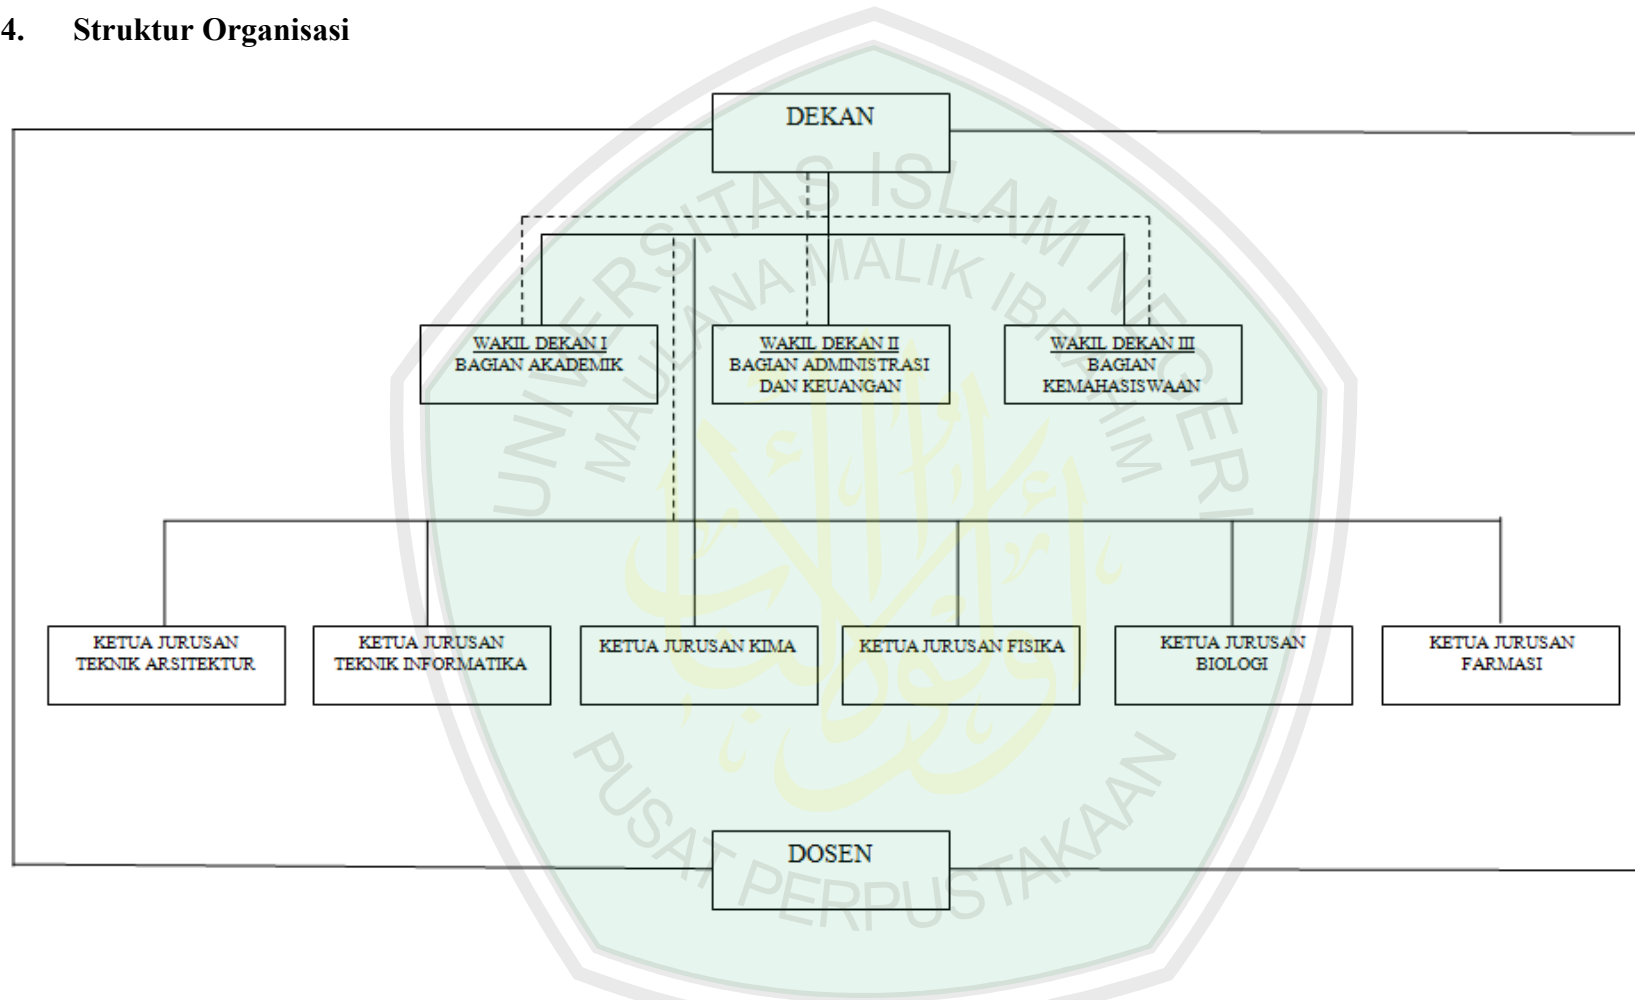 4. Struktur Organisasi
DEKAN
UNIVERSITAS ISLAM NEGERI
MAULANA MALIK IBRAHIM
WAKIL DEKAN I
BAGIAN AKADEMIK
WAKIL DEKAN II
BAGIAN ADMINISTRASI
DAN KEUANGAN
WAKIL DEKAN III
BAGIAN
KEMAHASISWAAN
KETUA JURUSAN
TEKNIK ARSITEKTUR
KETUA JURUSAN
TEKNIK INFORMATIKA
KETUA JURUSAN KIMA
KETUA JURUSAN FISIKA
KETUA JURUSAN
BIOLOGI
KETUA JURUSAN
FARMASI
DOSEN
PUSAT PERPUSTAKAAN